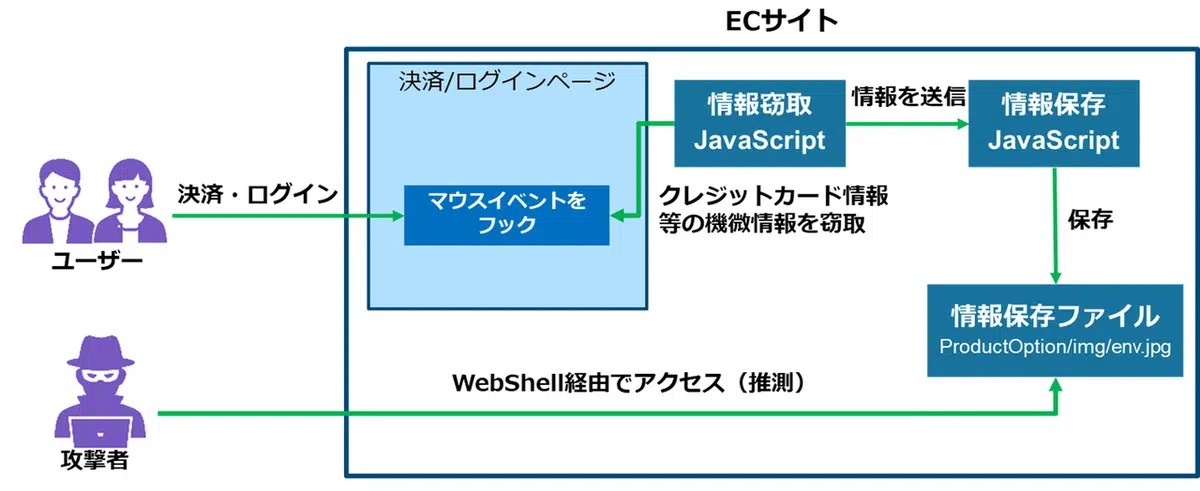 ECサイト
決済/ログインページ
情報窃取
JavaScript
情報を送信
情報保存
JavaScript
決済・ログイン
マウスイベントを
フック
クレジットカード情報
等の機微情報を窃取
保存
ユーザー
情報保存ファイル
ProductOption/img/env.jpg
WebShell経由でアクセス（推測）
攻撃者